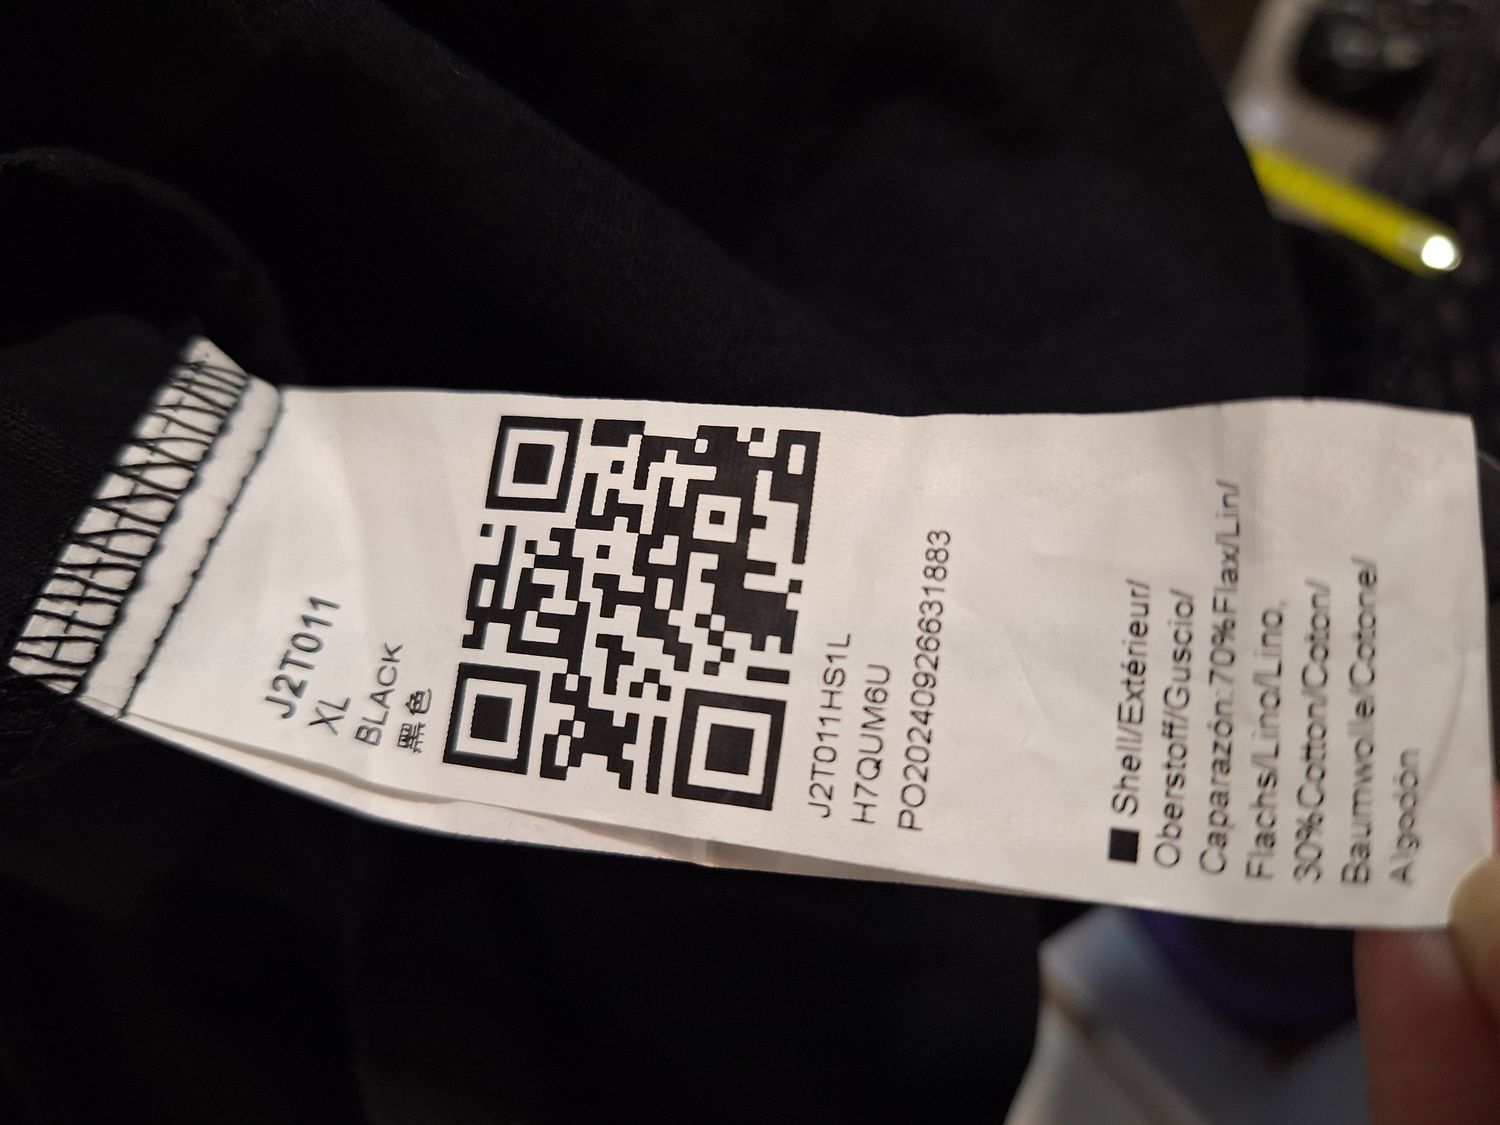 J2T011
XL
BLACK
黑色
J2T011HS1L
H7QUM6U
PO20240926631883
■ Shell/Extérieur/
Oberstoff/Guscio/
Caparazón:70%Flax/Lin/
Flachs/Lino/Lino,
30%Cotton/Coton/
Baumwolle/Cotone/
Algodón